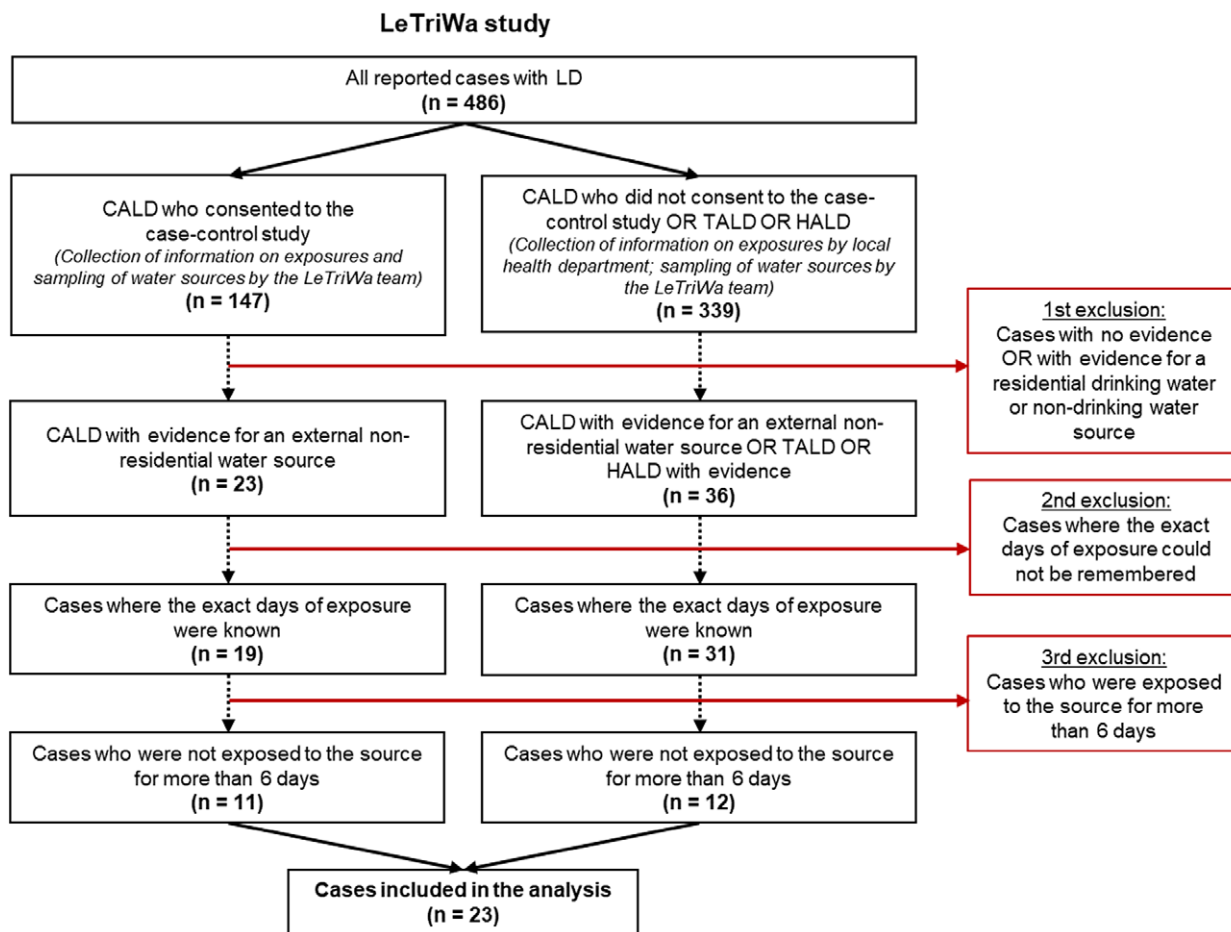 LeTriWa study
All reported cases with LD
(n = 486)
CALD who consented to the
case-control study
(Collection of information on exposures and
sampling of water sources by the LeTriWa team)
(n = 147)
CALD who did not consent to the case-
control study OR TALD OR HALD
(Collection of information on exposures by local
health department; sampling of water sources by
the LeTriWa team)
(n = 339)
1st exclusion:
Cases with no evidence
OR with evidence for a
residential drinking water
or non-drinking water
source
CALD with evidence for an external non-
residential water source
(n = 23)
CALD with evidence for an external non-
residential water source OR TALD OR
HALD with evidence
(n = 36)
2nd exclusion:
Cases where the exact
days of exposure could
not be remembered
Cases where the exact days of exposure
were known
(n = 19)
Cases where the exact days of exposure
were known
(n = 31)
3rd exclusion:
Cases who were exposed
to the source for more
than 6 days
Cases who were not exposed to the source
for more than 6 days
(n = 11)
Cases who were not exposed to the source
for more than 6 days
(n = 12)
Cases included in the analysis
(n = 23)